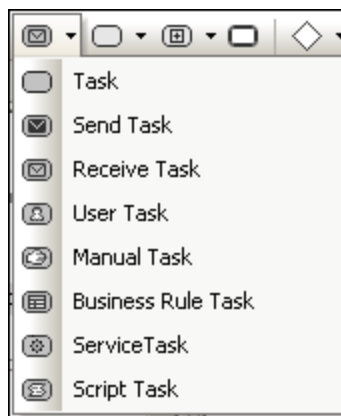 Task
Send Task
Receive Task
User Task
Manual Task
Business Rule Task
ServiceTask
Script Task